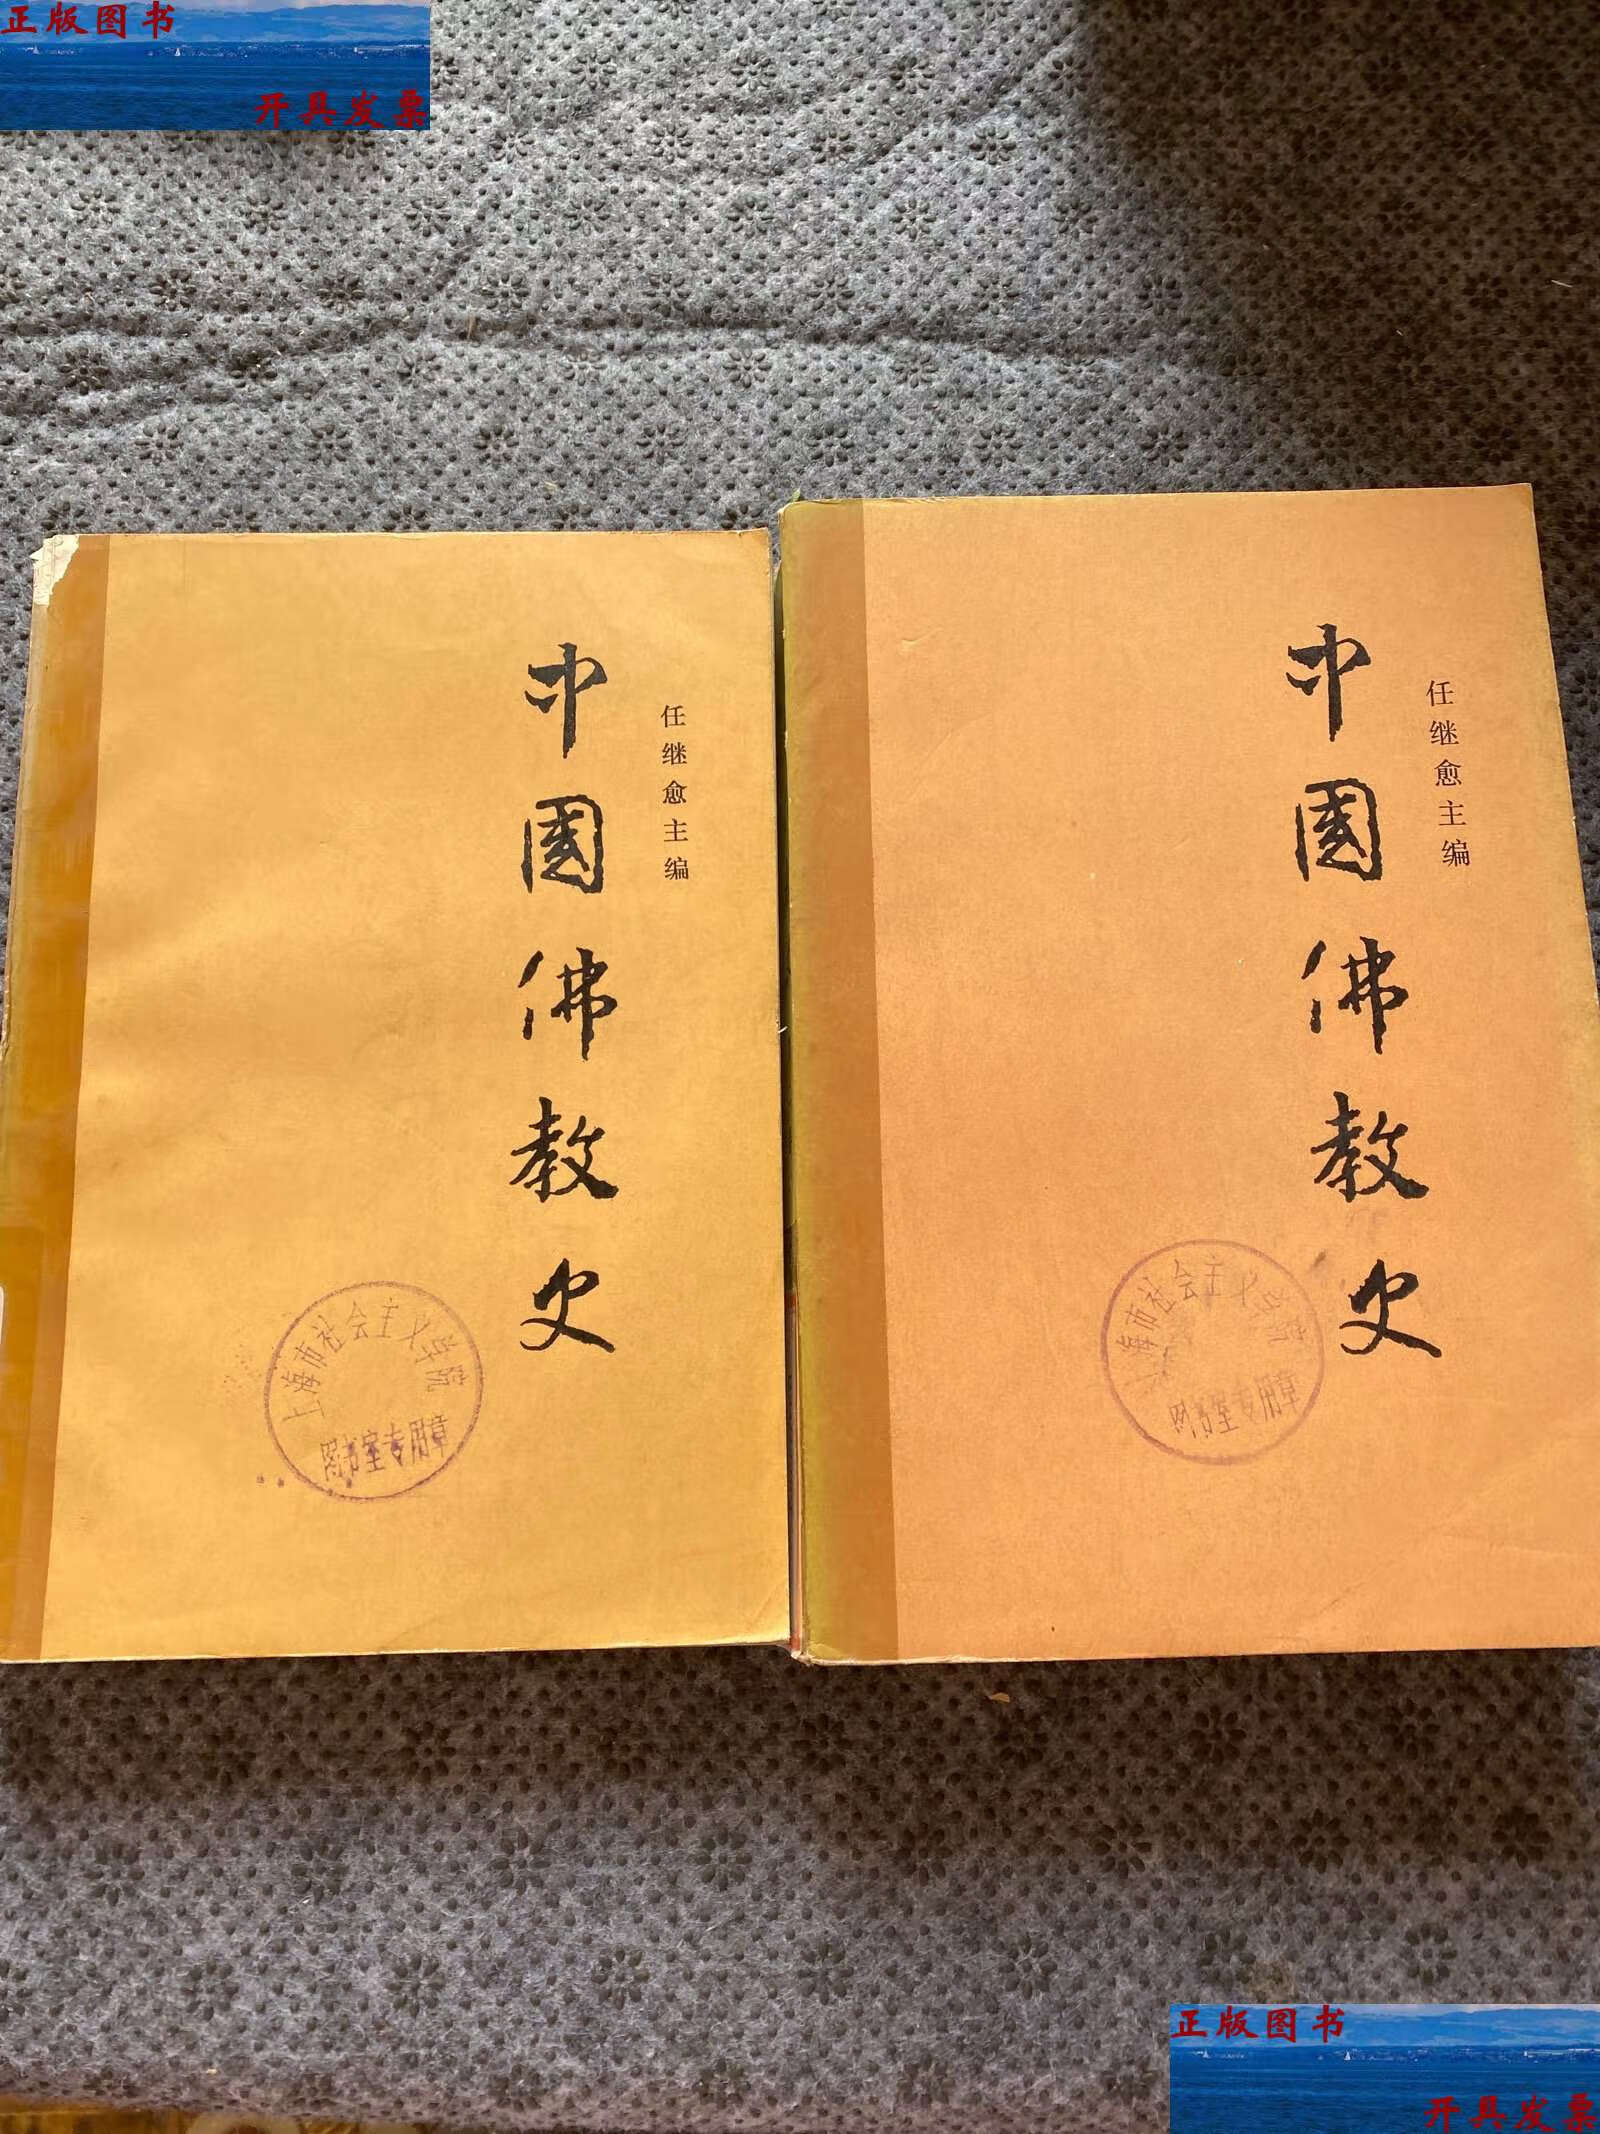 正版图书
开具发票
任继愈主编
中國佛教史
上海市社会主义学院
图书室专用章
任继愈主编
中國佛教史
上海市社会主义学院
图书室专用章
正版图书
开具发票